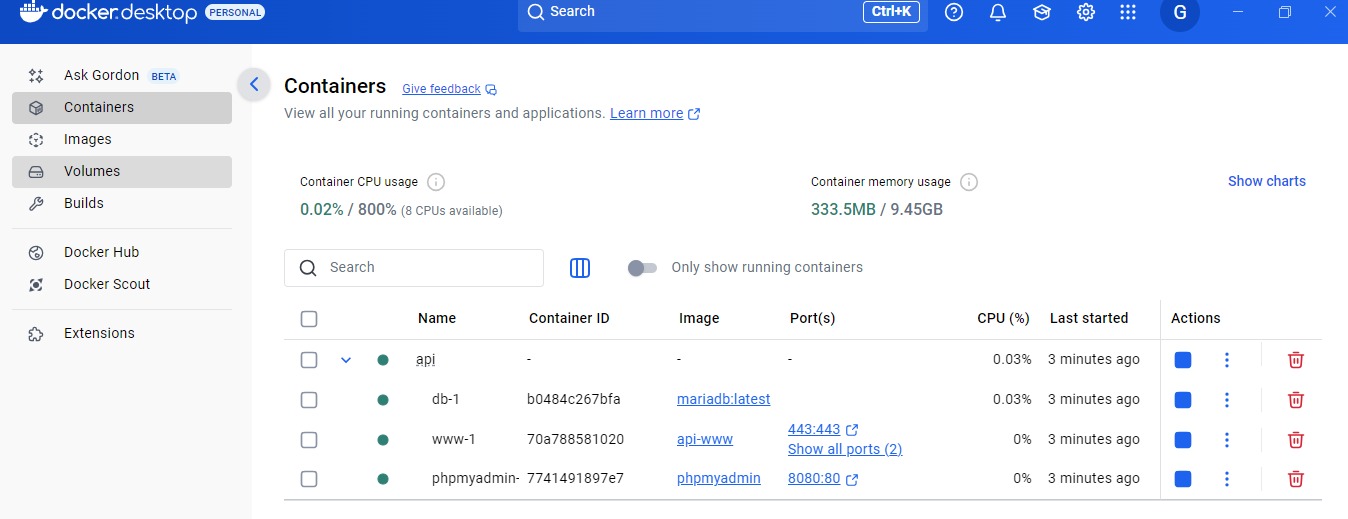 docker.desktop PERSONAL Search Ctrl+K G
Ask Gordon BETA
Containers
Images
Volumes
Builds
Docker Hub
Docker Scout
Extensions
Containers Give feedback
View all your running containers and applications. Learn more
Container CPU usage
0.02% / 800% (8 CPUs available)
Container memory usage
333.5MB / 9.45GB
Show charts
Search Only show running containers
Name Container ID Image Port(s) CPU (%) Last started Actions
api - - - 0.03% 3 minutes ago
db-1 b0484c267bfa mariadb:latest 0.03% 3 minutes ago
www-1 70a788581020 api-www 443:443 0% 3 minutes ago
Show all ports (2)
phpmyadmin- 7741491897e7 phpmyadmin 8080:80 0% 3 minutes ago